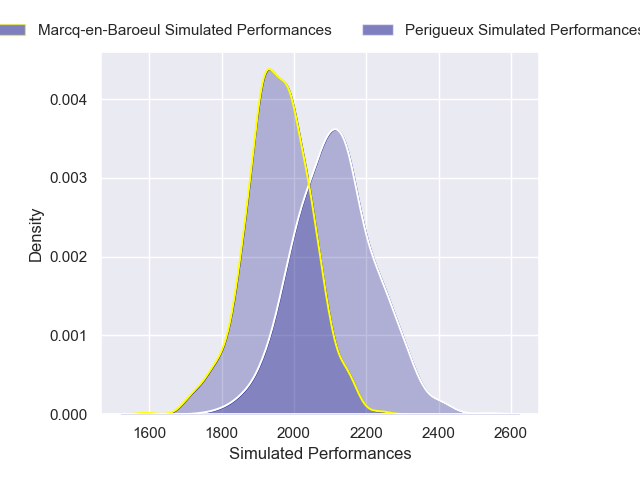 Marcq-en-Baroeul Simulated Performances Perigueux Simulated Performances
0.004
0.003
0.002
0.001
0.000
Density
1600 1800 2000 2200 2400 2600
Simulated Performances